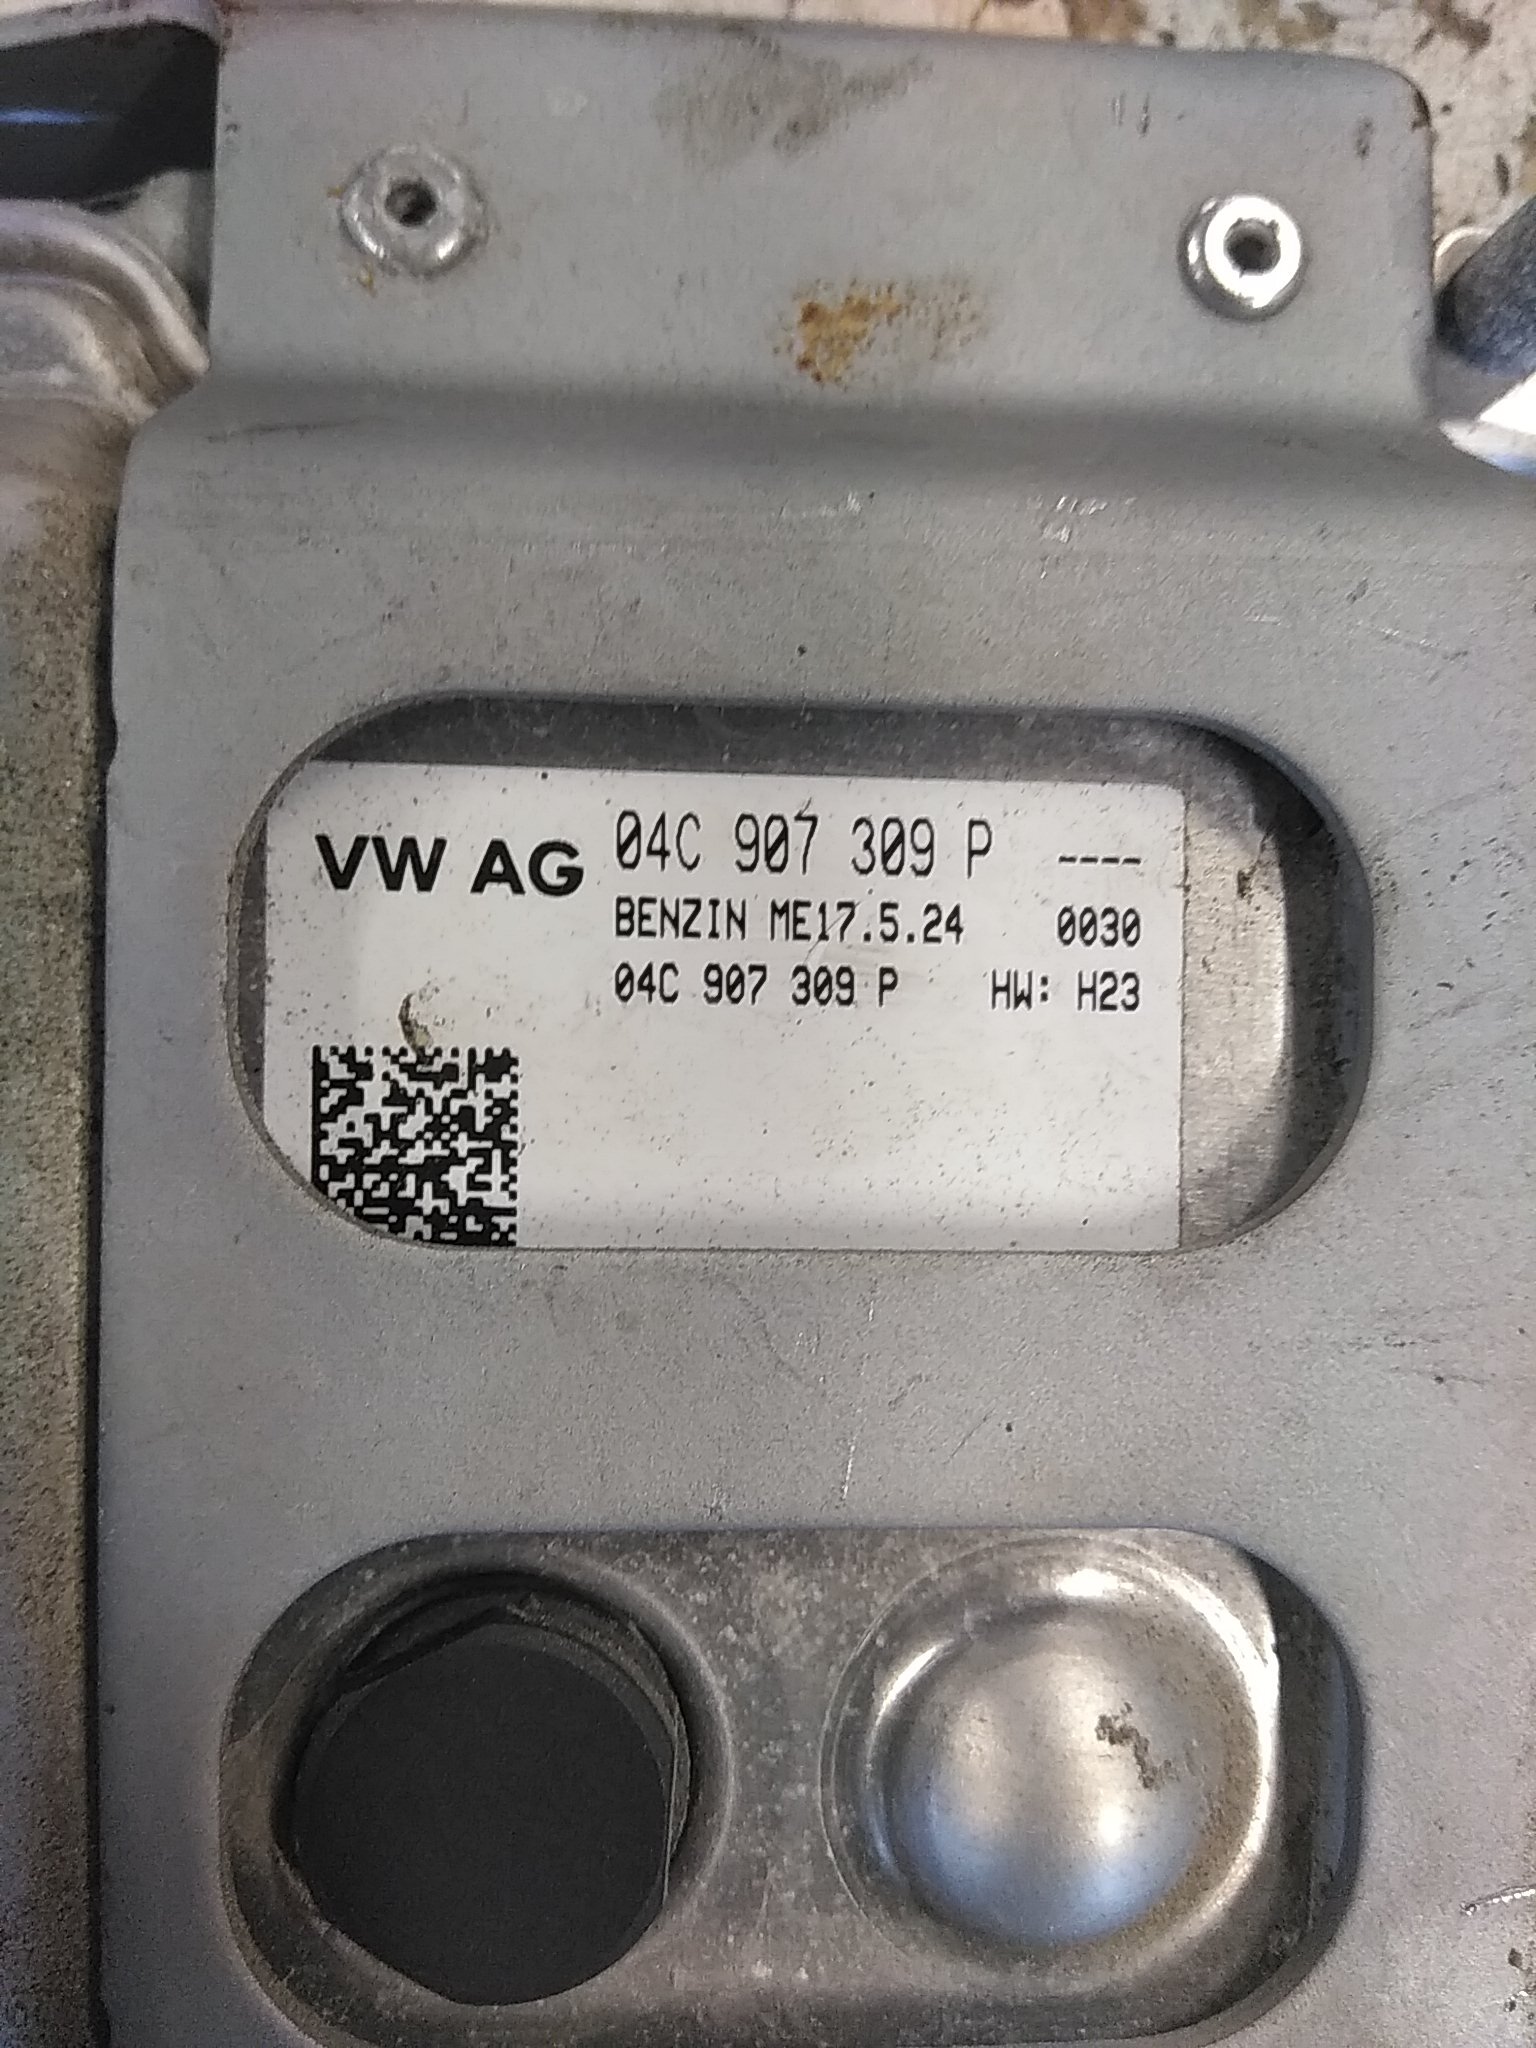 VW AG 04C 907 309 P ----
BENZIN ME17.5.24 0030
04C 907 309 P HW: H23